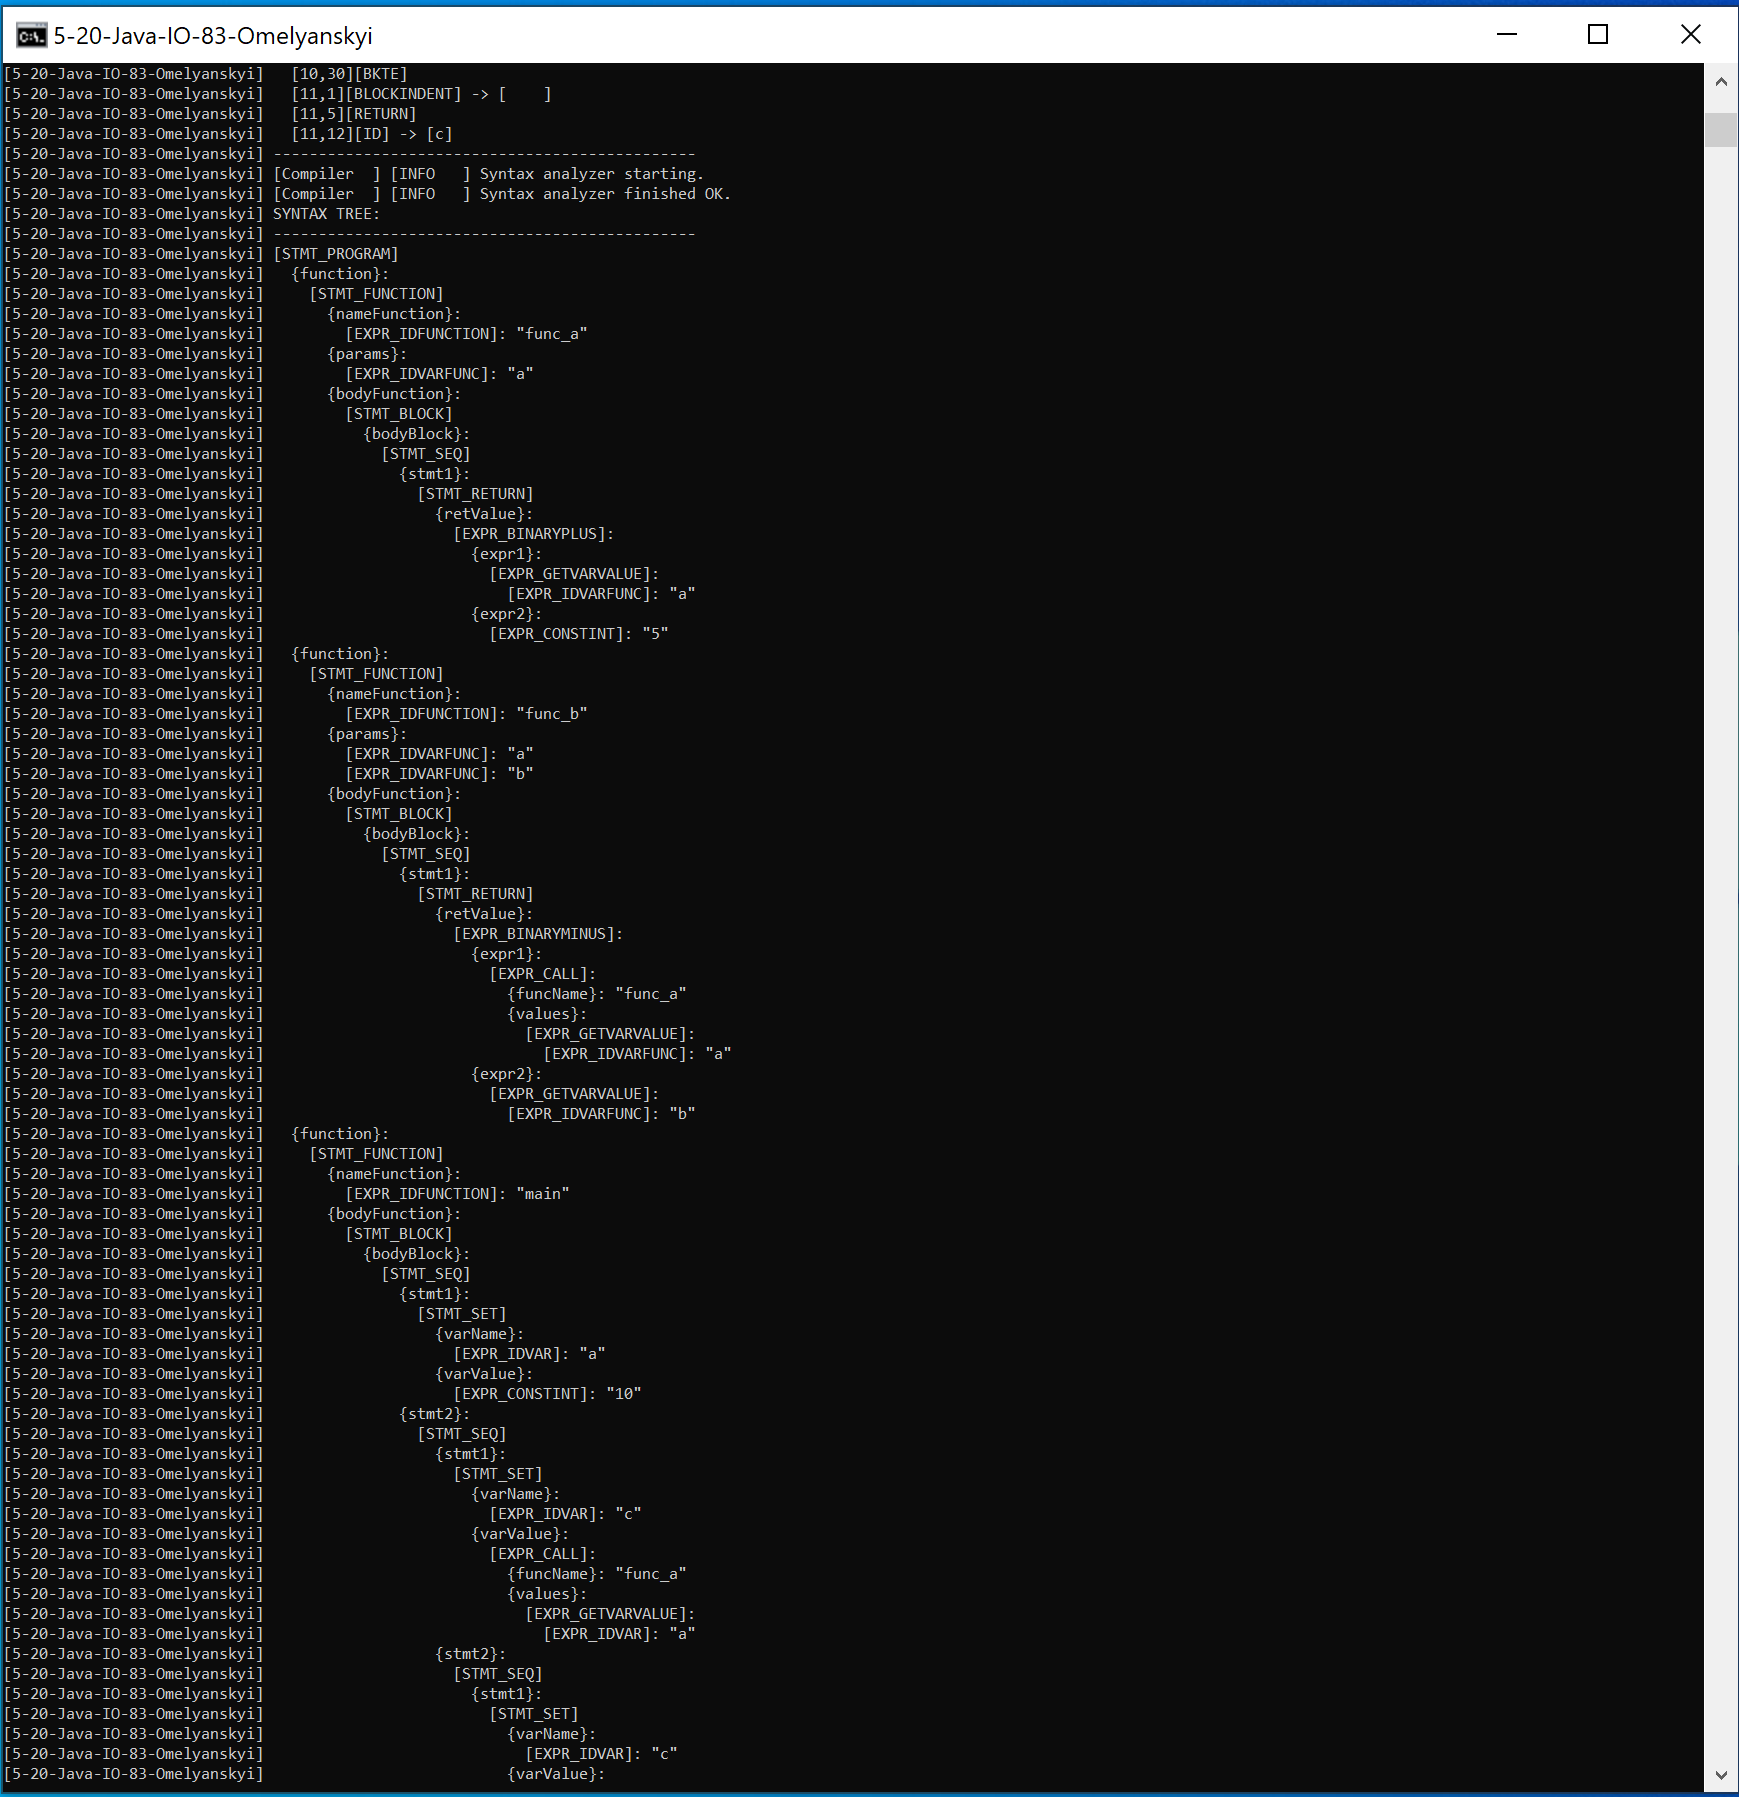 5-20-Java-IO-83-Omelyanskyi
[5-20-Java-IO-83-Omelyanskyi]   [10,30][BKTE]
[5-20-Java-IO-83-Omelyanskyi]   [11,1][BLOCKINDENT] -> [    ]
[5-20-Java-IO-83-Omelyanskyi]   [11,5][RETURN]
[5-20-Java-IO-83-Omelyanskyi]   [11,12][ID] -> [c]
[5-20-Java-IO-83-Omelyanskyi] -----------------------------------------------
[5-20-Java-IO-83-Omelyanskyi] [Compiler  ] [INFO   ] Syntax analyzer starting.
[5-20-Java-IO-83-Omelyanskyi] [Compiler  ] [INFO   ] Syntax analyzer finished OK.
[5-20-Java-IO-83-Omelyanskyi] SYNTAX TREE:
[5-20-Java-IO-83-Omelyanskyi] -----------------------------------------------
[5-20-Java-IO-83-Omelyanskyi] [STMT_PROGRAM]
[5-20-Java-IO-83-Omelyanskyi]   {function}:
[5-20-Java-IO-83-Omelyanskyi]     [STMT_FUNCTION]
[5-20-Java-IO-83-Omelyanskyi]       {nameFunction}:
[5-20-Java-IO-83-Omelyanskyi]         [EXPR_IDFUNCTION]: "func_a"
[5-20-Java-IO-83-Omelyanskyi]       {params}:
[5-20-Java-IO-83-Omelyanskyi]         [EXPR_IDVARFUNC]: "a"
[5-20-Java-IO-83-Omelyanskyi]       {bodyFunction}:
[5-20-Java-IO-83-Omelyanskyi]         [STMT_BLOCK]
[5-20-Java-IO-83-Omelyanskyi]           {bodyBlock}:
[5-20-Java-IO-83-Omelyanskyi]             [STMT_SEQ]
[5-20-Java-IO-83-Omelyanskyi]               {stmt1}:
[5-20-Java-IO-83-Omelyanskyi]                 [STMT_RETURN]
[5-20-Java-IO-83-Omelyanskyi]                   {retValue}:
[5-20-Java-IO-83-Omelyanskyi]                     [EXPR_BINARYPLUS]:
[5-20-Java-IO-83-Omelyanskyi]                       {expr1}:
[5-20-Java-IO-83-Omelyanskyi]                         [EXPR_GETVARVALUE]:
[5-20-Java-IO-83-Omelyanskyi]                           [EXPR_IDVARFUNC]: "a"
[5-20-Java-IO-83-Omelyanskyi]                       {expr2}:
[5-20-Java-IO-83-Omelyanskyi]                         [EXPR_CONSTINT]: "5"
[5-20-Java-IO-83-Omelyanskyi]   {function}:
[5-20-Java-IO-83-Omelyanskyi]     [STMT_FUNCTION]
[5-20-Java-IO-83-Omelyanskyi]       {nameFunction}:
[5-20-Java-IO-83-Omelyanskyi]         [EXPR_IDFUNCTION]: "func_b"
[5-20-Java-IO-83-Omelyanskyi]       {params}:
[5-20-Java-IO-83-Omelyanskyi]         [EXPR_IDVARFUNC]: "a"
[5-20-Java-IO-83-Omelyanskyi]         [EXPR_IDVARFUNC]: "b"
[5-20-Java-IO-83-Omelyanskyi]       {bodyFunction}:
[5-20-Java-IO-83-Omelyanskyi]         [STMT_BLOCK]
[5-20-Java-IO-83-Omelyanskyi]           {bodyBlock}:
[5-20-Java-IO-83-Omelyanskyi]             [STMT_SEQ]
[5-20-Java-IO-83-Omelyanskyi]               {stmt1}:
[5-20-Java-IO-83-Omelyanskyi]                 [STMT_RETURN]
[5-20-Java-IO-83-Omelyanskyi]                   {retValue}:
[5-20-Java-IO-83-Omelyanskyi]                     [EXPR_BINARYMINUS]:
[5-20-Java-IO-83-Omelyanskyi]                       {expr1}:
[5-20-Java-IO-83-Omelyanskyi]                         [EXPR_CALL]:
[5-20-Java-IO-83-Omelyanskyi]                           {funcName}: "func_a"
[5-20-Java-IO-83-Omelyanskyi]                           {values}:
[5-20-Java-IO-83-Omelyanskyi]                             [EXPR_GETVARVALUE]:
[5-20-Java-IO-83-Omelyanskyi]                               [EXPR_IDVARFUNC]: "a"
[5-20-Java-IO-83-Omelyanskyi]                       {expr2}:
[5-20-Java-IO-83-Omelyanskyi]                         [EXPR_GETVARVALUE]:
[5-20-Java-IO-83-Omelyanskyi]                           [EXPR_IDVARFUNC]: "b"
[5-20-Java-IO-83-Omelyanskyi]   {function}:
[5-20-Java-IO-83-Omelyanskyi]     [STMT_FUNCTION]
[5-20-Java-IO-83-Omelyanskyi]       {nameFunction}:
[5-20-Java-IO-83-Omelyanskyi]         [EXPR_IDFUNCTION]: "main"
[5-20-Java-IO-83-Omelyanskyi]       {bodyFunction}:
[5-20-Java-IO-83-Omelyanskyi]         [STMT_BLOCK]
[5-20-Java-IO-83-Omelyanskyi]           {bodyBlock}:
[5-20-Java-IO-83-Omelyanskyi]             [STMT_SEQ]
[5-20-Java-IO-83-Omelyanskyi]               {stmt1}:
[5-20-Java-IO-83-Omelyanskyi]                 [STMT_SET]
[5-20-Java-IO-83-Omelyanskyi]                   {varName}:
[5-20-Java-IO-83-Omelyanskyi]                     [EXPR_IDVAR]: "a"
[5-20-Java-IO-83-Omelyanskyi]                   {varValue}:
[5-20-Java-IO-83-Omelyanskyi]                     [EXPR_CONSTINT]: "10"
[5-20-Java-IO-83-Omelyanskyi]               {stmt2}:
[5-20-Java-IO-83-Omelyanskyi]                 [STMT_SEQ]
[5-20-Java-IO-83-Omelyanskyi]                   {stmt1}:
[5-20-Java-IO-83-Omelyanskyi]                     [STMT_SET]
[5-20-Java-IO-83-Omelyanskyi]                       {varName}:
[5-20-Java-IO-83-Omelyanskyi]                         [EXPR_IDVAR]: "c"
[5-20-Java-IO-83-Omelyanskyi]                       {varValue}:
[5-20-Java-IO-83-Omelyanskyi]                         [EXPR_CALL]:
[5-20-Java-IO-83-Omelyanskyi]                           {funcName}: "func_a"
[5-20-Java-IO-83-Omelyanskyi]                           {values}:
[5-20-Java-IO-83-Omelyanskyi]                             [EXPR_GETVARVALUE]:
[5-20-Java-IO-83-Omelyanskyi]                               [EXPR_IDVAR]: "a"
[5-20-Java-IO-83-Omelyanskyi]                   {stmt2}:
[5-20-Java-IO-83-Omelyanskyi]                     [STMT_SEQ]
[5-20-Java-IO-83-Omelyanskyi]                       {stmt1}:
[5-20-Java-IO-83-Omelyanskyi]                         [STMT_SET]
[5-20-Java-IO-83-Omelyanskyi]                           {varName}:
[5-20-Java-IO-83-Omelyanskyi]                             [EXPR_IDVAR]: "c"
[5-20-Java-IO-83-Omelyanskyi]                           {varValue}: